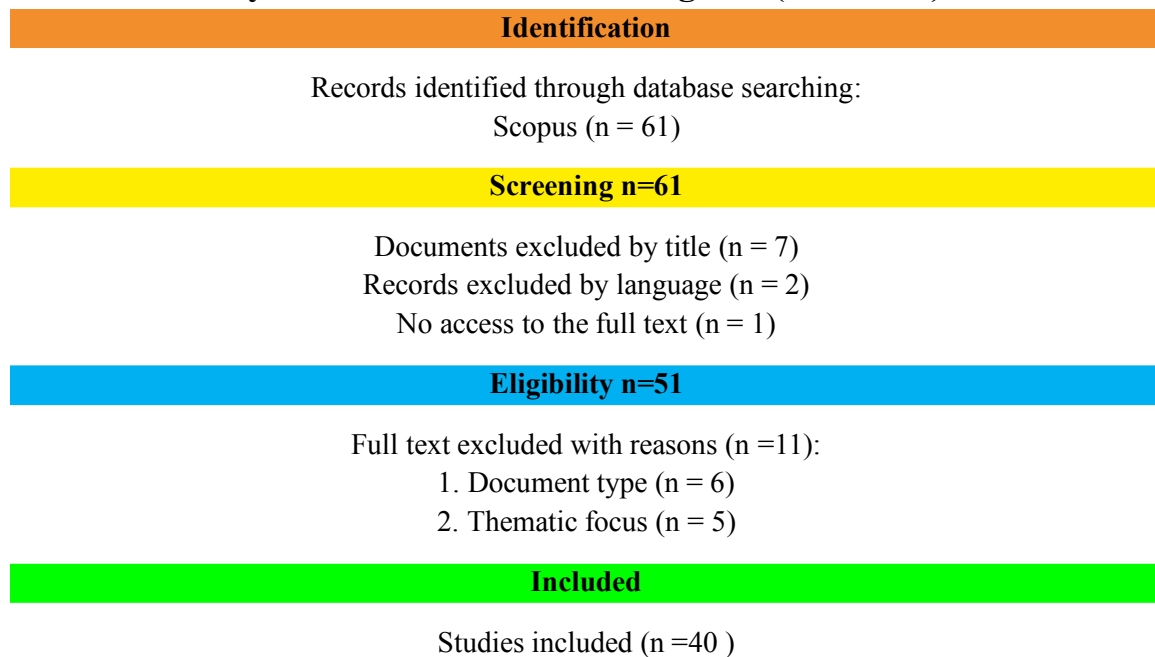 Identification
Records identified through database searching:
Scopus (n = 61)
Screening n=61
Documents excluded by title (n = 7)
Records excluded by language (n = 2)
No access to the full text (n = 1)
Eligibility n=51
Full text excluded with reasons (n =11):
1. Document type (n = 6)
2. Thematic focus (n = 5)
Included
Studies included (n =40 )